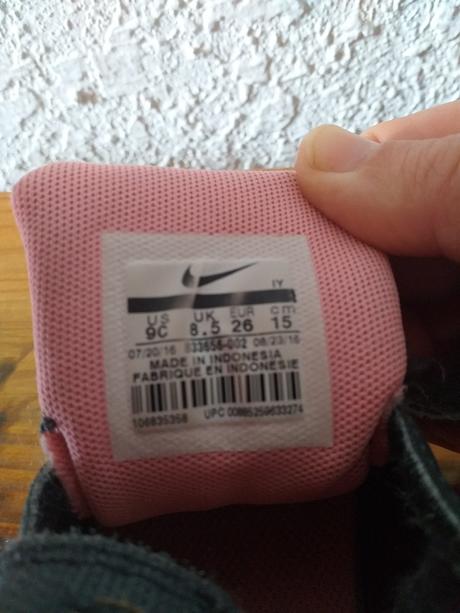 IY
US UK EUR cm
9C 8.5 26 15
07/20/16 833656-002 08/23/16
MADE IN INDONESIA
FABRIQUE EN INDONESIE
106835358 UPC 00885259633274